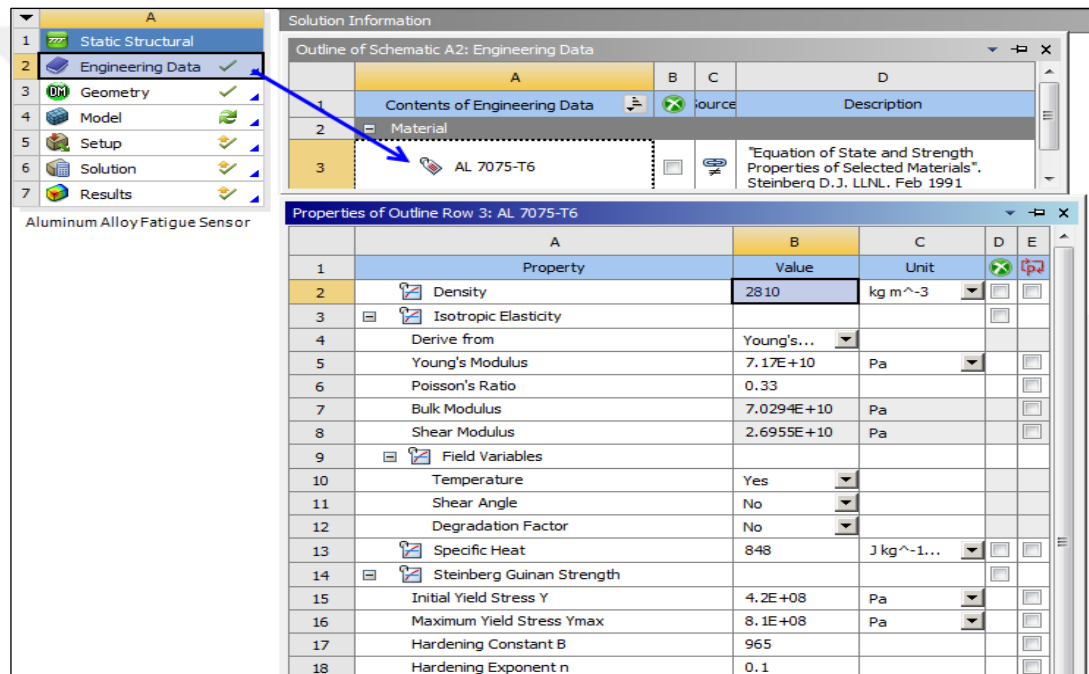 A
1 Static Structural
2 Engineering Data
3 DM Geometry
4 Model
5 Setup
6 Solution
7 Results
Aluminum Alloy Fatigue Sensor
Solution Information
Outline of Schematic A2: Engineering Data
A B C D
1 Contents of Engineering Data ource Description
2 Material
3 AL 7075-T6 "Equation of State and Strength
Properties of Selected Materials".
Steinberg D.J. LLNL. Feb 1991
Properties of Outline Row 3: AL 7075-T6
A B C D E
1 Property Value Unit
2 Density 2810 kg m^-3
3 Isotropic Elasticity
4 Derive from Young's...
5 Young's Modulus 7.17E+10 Pa
6 Poisson's Ratio 0.33
7 Bulk Modulus 7.0294E+10 Pa
8 Shear Modulus 2.6955E+10 Pa
9 Field Variables
10 Temperature Yes
11 Shear Angle No
12 Degradation Factor No
13 Specific Heat 848 J kg^-1...
14 Steinberg Guinan Strength
15 Initial Yield Stress Y 4.2E+08 Pa
16 Maximum Yield Stress Ymax 8.1E+08 Pa
17 Hardening Constant B 965
18 Hardening Exponent n 0.1